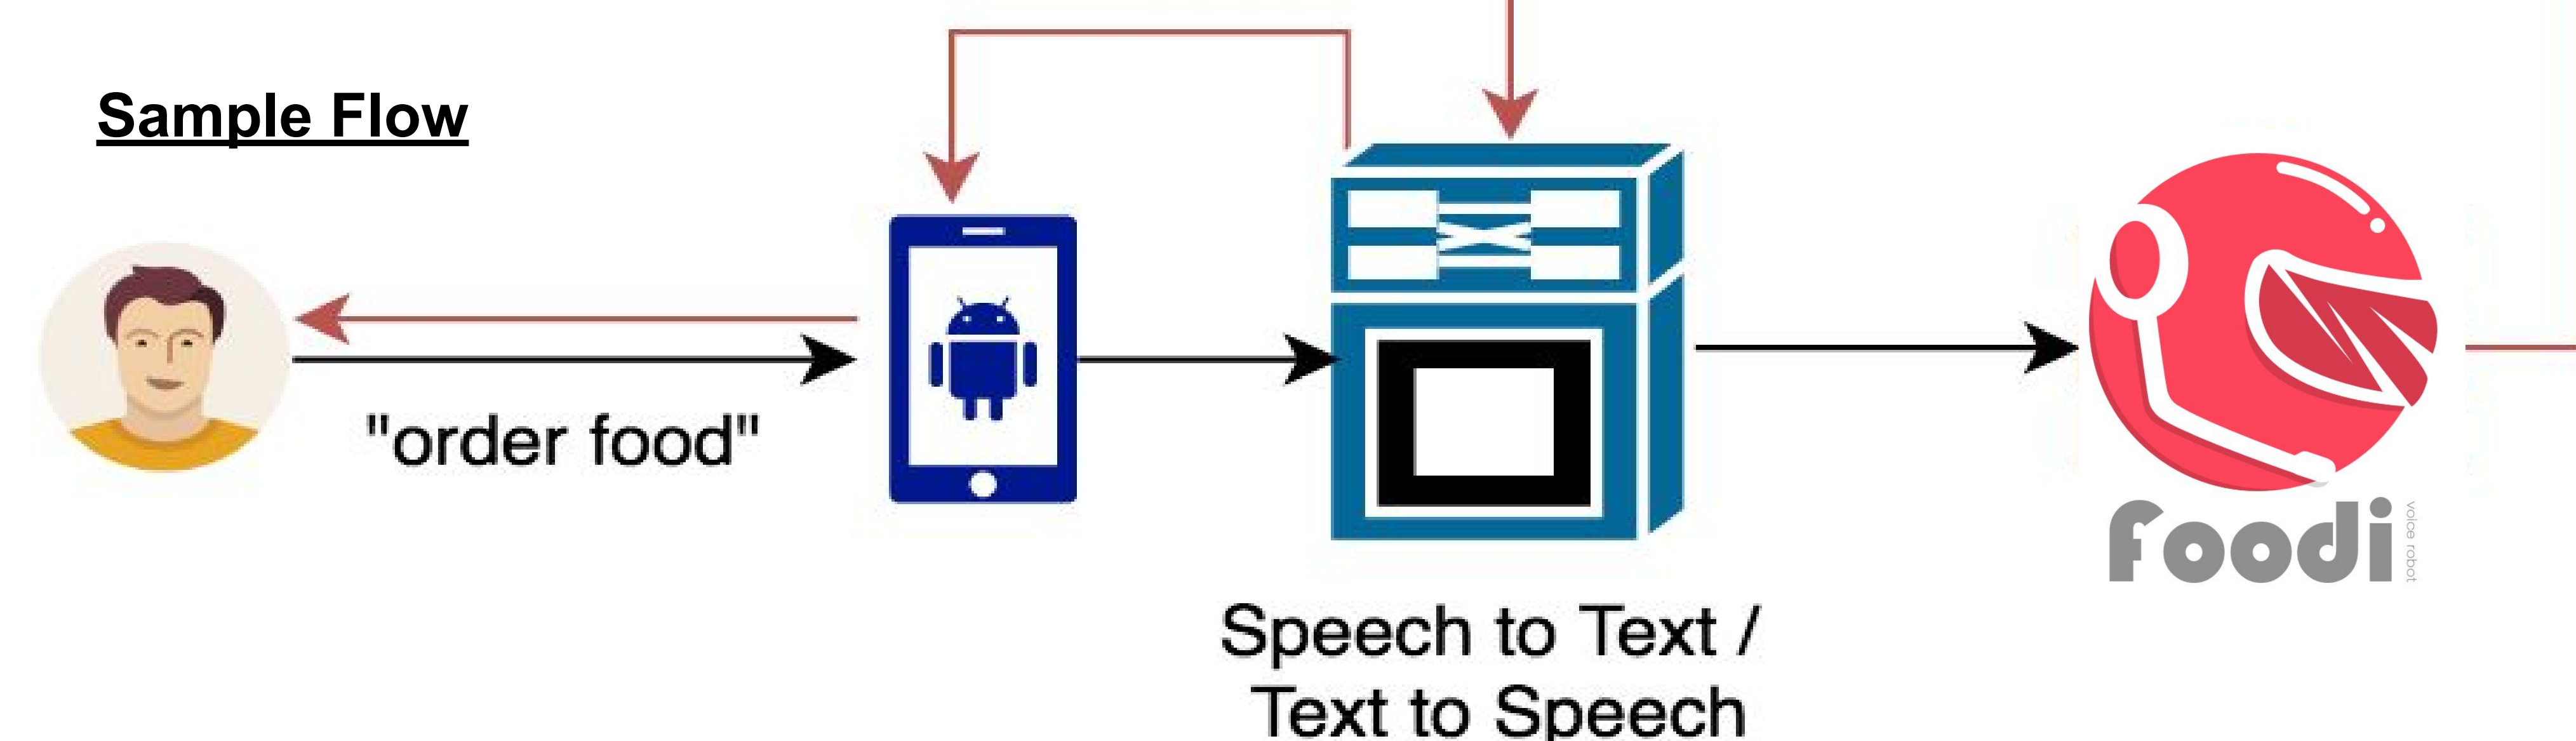 Sample Flow
"order food"
foodi
voice robot
Speech to Text /
Text to Speech